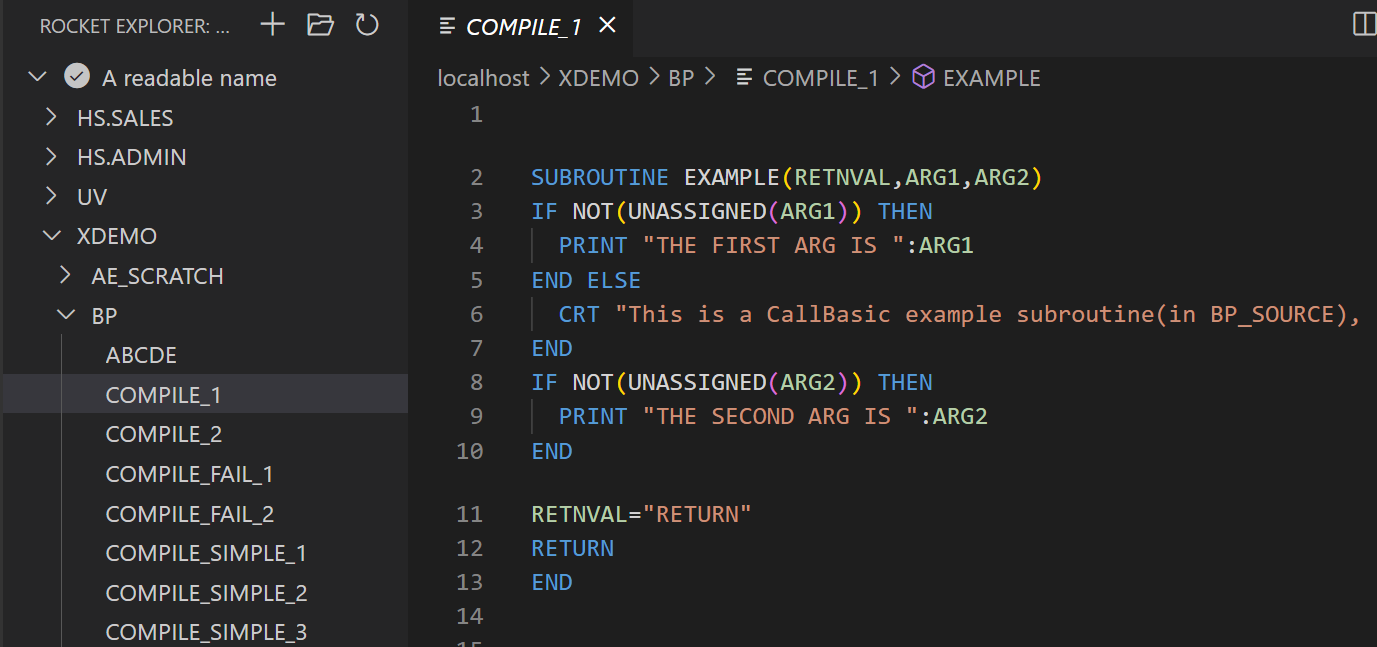 ROCKET EXPLORER: ...
A readable name
HS.SALES
HS.ADMIN
UV
XDEMO
AE_SCRATCH
BP
ABCDE
COMPILE_1
COMPILE_2
COMPILE_FAIL_1
COMPILE_FAIL_2
COMPILE_SIMPLE_1
COMPILE_SIMPLE_2
COMPILE_SIMPLE_3
COMPILE_1
localhost > XDEMO > BP > COMPILE_1 > EXAMPLE
1
2 SUBROUTINE EXAMPLE(RETNVAL,ARG1,ARG2)
3 IF NOT(UNASSIGNED(ARG1)) THEN
4 PRINT "THE FIRST ARG IS ":ARG1
5 END ELSE
6 CRT "This is a CallBasic example subroutine(in BP_SOURCE),
7 END
8 IF NOT(UNASSIGNED(ARG2)) THEN
9 PRINT "THE SECOND ARG IS ":ARG2
10 END
11 RETNVAL="RETURN"
12 RETURN
13 END
14